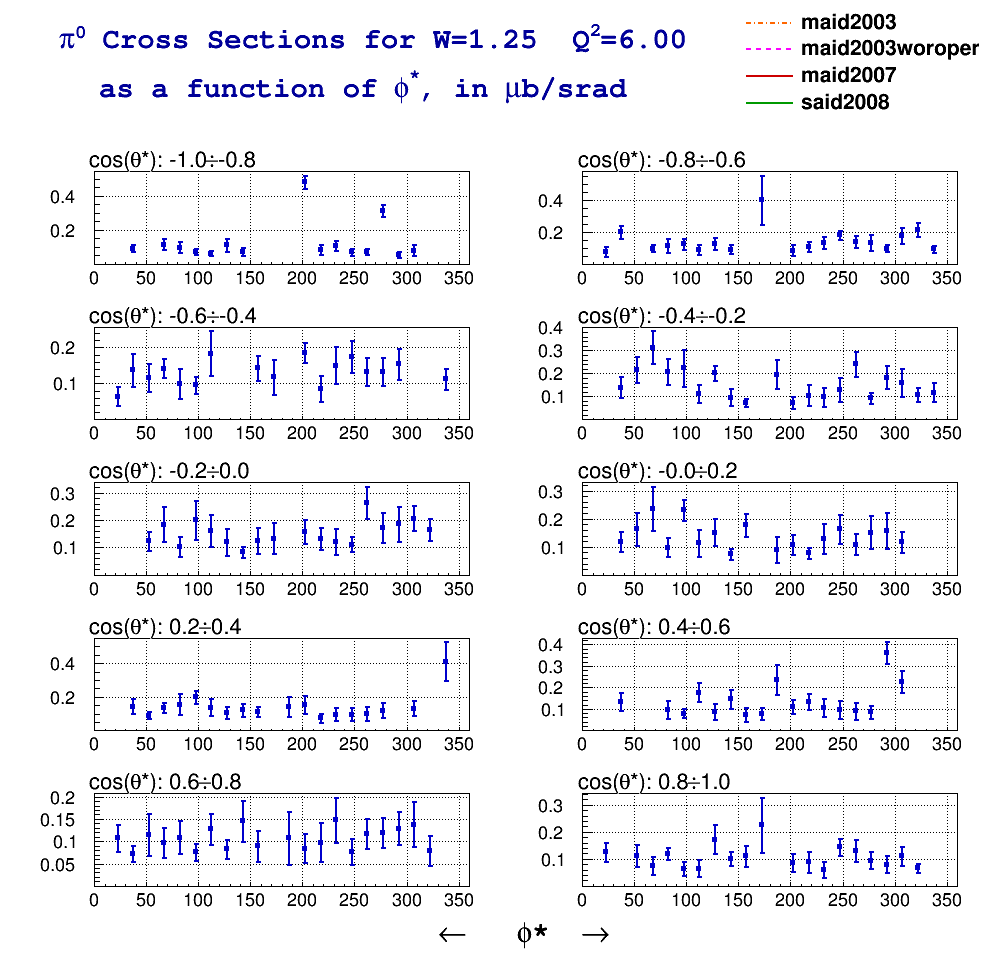 π⁰ Cross Sections for W=1.25 Q²=6.00
as a function of ϕ*, in μb/srad
maid2003
maid2003woroper
maid2007
said2008
cos(θ*): -1.0÷-0.8
0.4
0.2
0 50 100 150 200 250 300 350
cos(θ*): -0.8÷-0.6
0.4
0.2
0 50 100 150 200 250 300 350
cos(θ*): -0.6÷-0.4
0.2
0.1
0 50 100 150 200 250 300 350
cos(θ*): -0.4÷-0.2
0.4
0.3
0.2
0.1
0 50 100 150 200 250 300 350
cos(θ*): -0.2÷0.0
0.3
0.2
0.1
0 50 100 150 200 250 300 350
cos(θ*): -0.0÷0.2
0.3
0.2
0.1
0 50 100 150 200 250 300 350
cos(θ*): 0.2÷0.4
0.4
0.2
0 50 100 150 200 250 300 350
cos(θ*): 0.4÷0.6
0.4
0.3
0.2
0.1
0 50 100 150 200 250 300 350
cos(θ*): 0.6÷0.8
0.2
0.15
0.1
0.05
0 50 100 150 200 250 300 350
cos(θ*): 0.8÷1.0
0.3
0.2
0.1
0 50 100 150 200 250 300 350
← ϕ* →